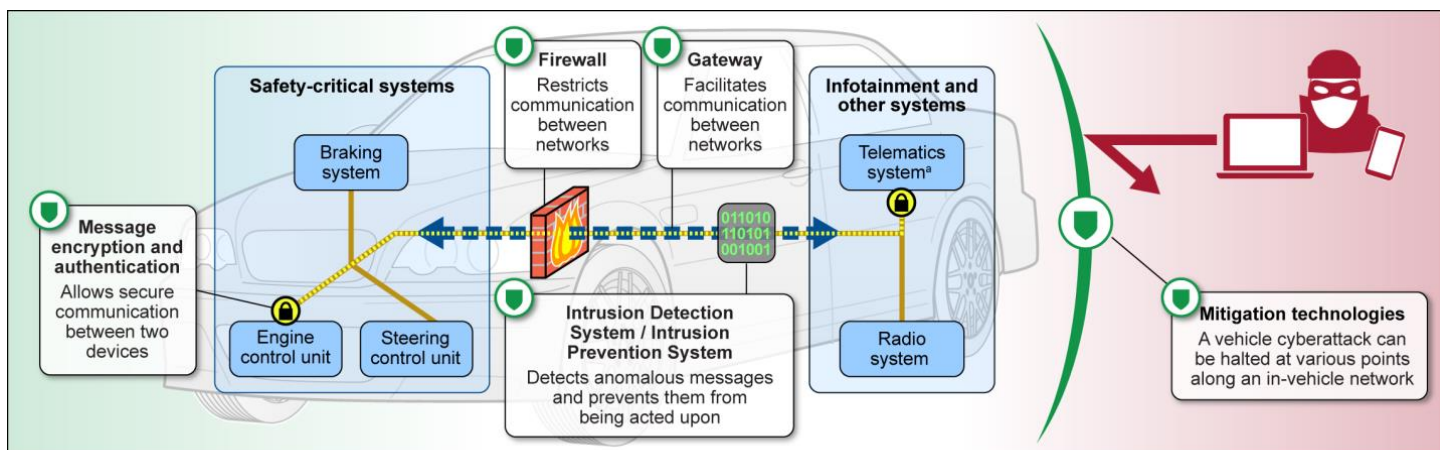 Safety-critical systems
Braking
system
Engine
control unit
Steering
control unit
Message
encryption and
authentication
Allows secure
communication
between two
devices
Firewall
Restricts
communication
between
networks
Gateway
Facilitates
communication
between
networks
011010
110101
001001
Intrusion Detection
System / Intrusion
Prevention System
Detects anomalous messages
and prevents them from
being acted upon
Infotainment and
other systems
Telematics
systemᵃ
Radio
system
Mitigation technologies
A vehicle cyberattack can
be halted at various points
along an in-vehicle network